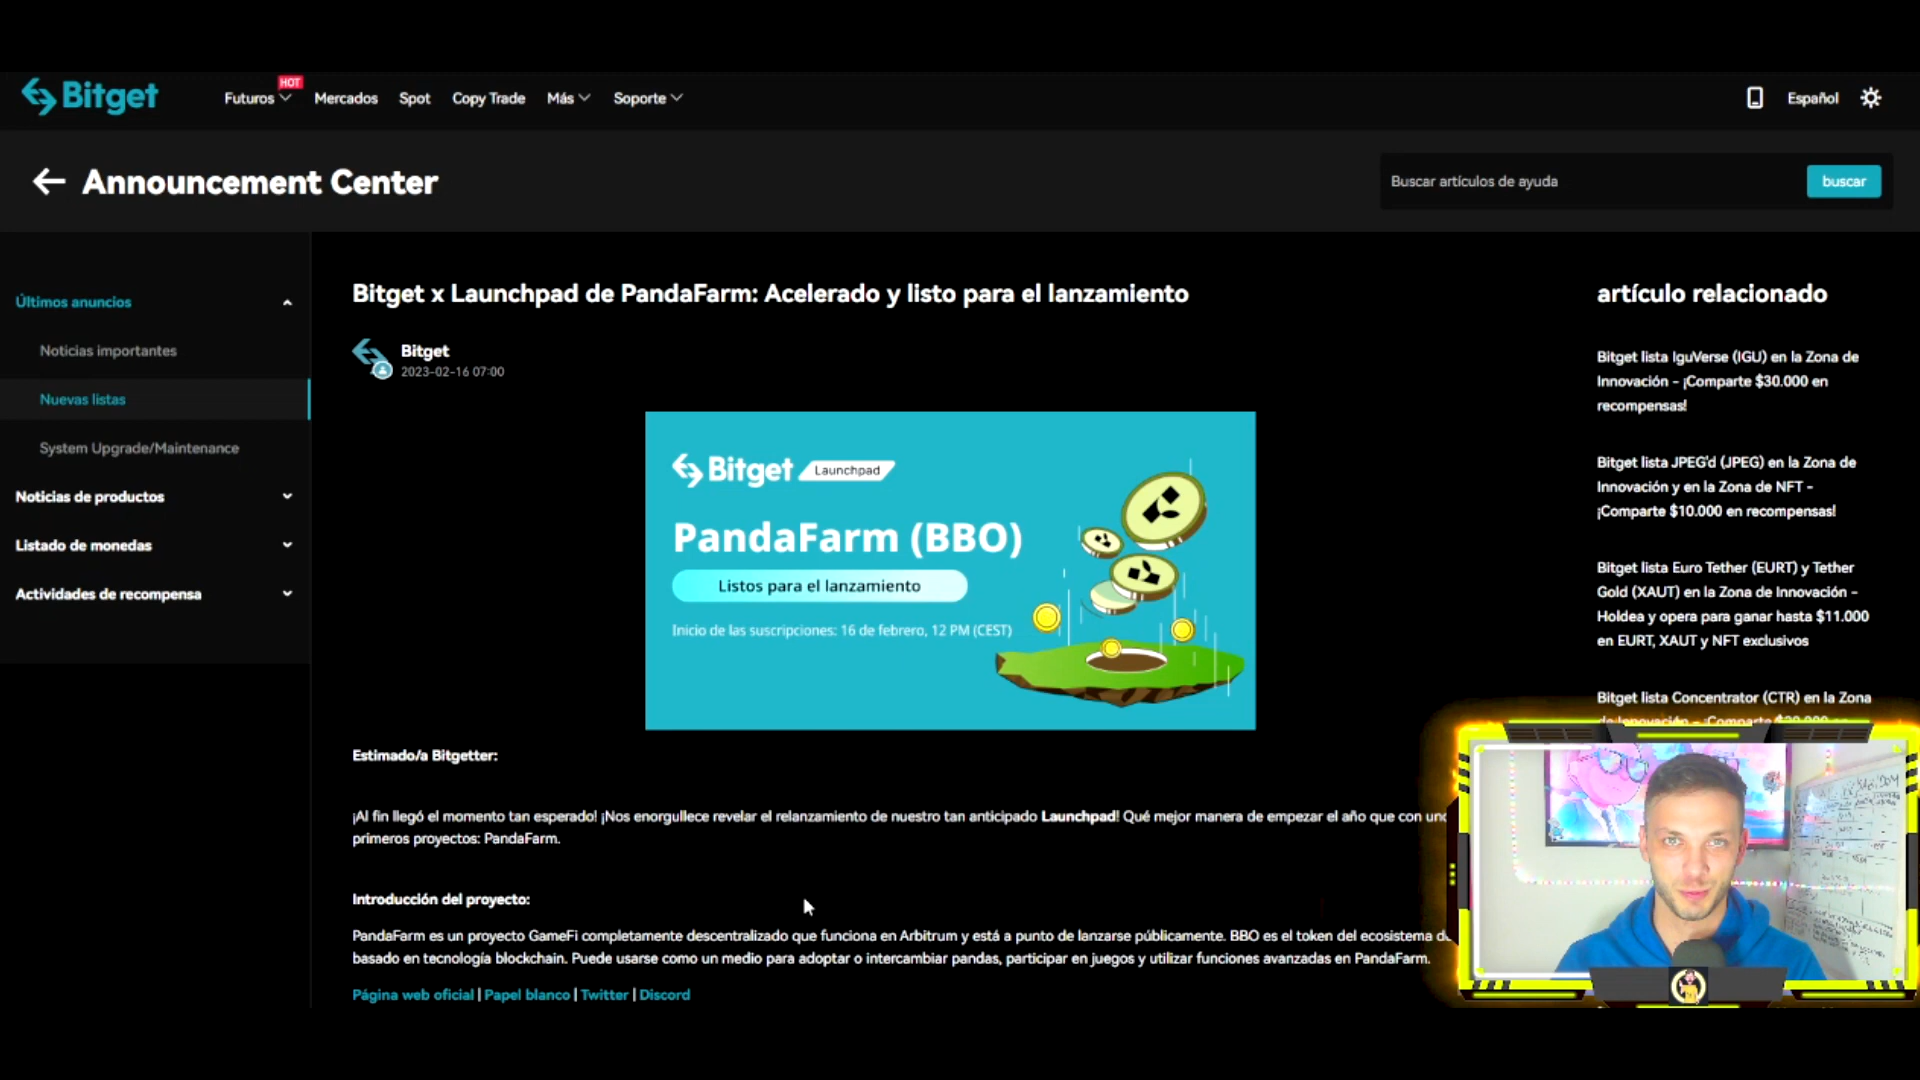 Bitget
Futuros
HOT
Mercados
Spot
Copy Trade
Más
Soporte
Español
Announcement Center
Buscar artículos de ayuda
buscar
Últimos anuncios
Noticias importantes
Nuevas listas
System Upgrade/Maintenance
Noticias de productos
Listado de monedas
Actividades de recompensa
Bitget x Launchpad de PandaFarm: Acelerado y listo para el lanzamiento
Bitget
2023-02-16 07:00
Bitget Launchpad
PandaFarm (BBO)
Listos para el lanzamiento
Inicio de las suscripciones: 16 de febrero, 12 PM (CEST)
Estimado/a Bitgetter:
¡Al fin llegó el momento tan esperado! ¡Nos enorgullece revelar el relanzamiento de nuestro tan anticipado Launchpad! Qué mejor manera de empezar el año que con
primeros proyectos: PandaFarm.
Introducción del proyecto:
PandaFarm es un proyecto GameFi completamente descentralizado que funciona en Arbitrum y está a punto de lanzarse públicamente. BBO es el token del ecosistema
basado en tecnología blockchain. Puede usarse como un medio para adoptar o intercambiar pandas, participar en juegos y utilizar funciones avanzadas en PandaFarm.
Página web oficial | Papel blanco | Twitter | Discord
artículo relacionado
Bitget lista IguVerse (IGU) en la Zona de
Innovación - ¡Comparte $30.000 en
recompensas!
Bitget lista JPEG'd (JPEG) en la Zona de
Innovación y en la Zona de NFT -
¡Comparte $10.000 en recompensas!
Bitget lista Euro Tether (EURT) y Tether
Gold (XAUT) en la Zona de Innovación -
Holdea y opera para ganar hasta $11.000
en EURT, XAUT y NFT exclusivos
Bitget lista Concentrator (CTR) en la Zona